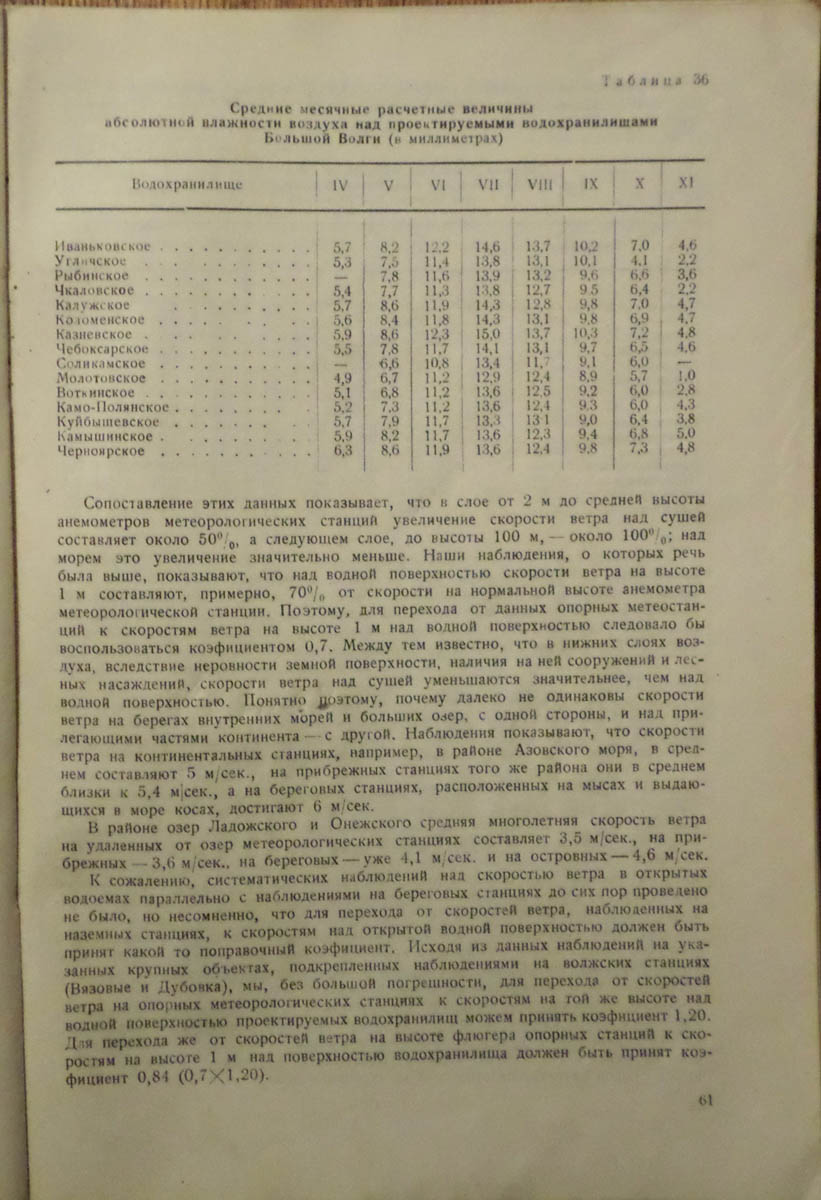 Таблица 36
Средние месячные расчетные величины
абсолютной влажности воздуха над проектируемыми водохранилищами
Большой Волги (в миллиметрах)
Водохранилище IV V VI VII VIII IX X XI
Иваньковское . . . . . . . . . . . 5,7 8,2 12,2 14,6 13,7 10,2 7,0 4,6
Угличское . . . . . . . . . . . 5,3 7,5 11,4 13,8 13,1 10,1 4,1 2,2
Рыбинское . . . . . . . . . . . — 7,8 11,6 13,9 13,2 9,6 6,6 3,6
Чкаловское . . . . . . . . . . . 5,4 7,7 11,3 13,8 12,7 9 5 6,4 2,2
Калужское . . . . . . . . . . 5,7 8,6 11,9 14,3 12,8 9,8 7,0 4,7
Коломенское . . . . . . . . . . . 5,6 8,4 11,8 14,3 13,1 9,8 6,9 4,7
Казневское . . . . . . . . . . . 5,9 8,6 12,3 15,0 13,7 10,3 7,2 4,8
Чебоксарское . . . . . . . . . . . 5,5 7,8 11,7 14,1 13,1 9,7 6,5 4,6
Соликамское . . . . . . . . . . . — 6,6 10,8 13,4 11,7 9,1 6,0 —
Молотовское . . . . . . . . . . . 4,9 6,7 11,2 12,9 12,4 8,9 5,7 1,0
Воткинское . . . . . . . . . . . 5,1 6,8 11,2 13,6 12,5 9,2 6,0 2,8
Камо-Полянское . . . . . . . . . . 5,2 7,3 11,2 13,6 12,4 9,3 6,0 4,3
Куйбышевское . . . . . . . . . . 5,7 7,9 11,7 13,3 13 1 9,0 6,4 3,8
Камышинское . . . . . . . . . . 5,9 8,2 11,7 13,6 12,3 9,4 6,8 5,0
Черноярское . . . . . . . . . . . 6,3 8,6 11,9 13,6 12,4 9,8 7,3 4,8
Сопоставление этих данных показывает, что в слое от 2 м до средней высоты
анемометров метеорологических станций увеличение скорости ветра над сушей
составляет около 50%, а следующем слое, до высоты 100 м, — около 100%; над
морем это увеличение значительно меньше. Наши наблюдения, о которых речь
была выше, показывают, что над водной поверхностью скорости ветра на высоте
1 м составляют, примерно, 70% от скорости на нормальной высоте анемометра
метеорологической станции. Поэтому, для перехода от данных опорных метеостан-
ций к скоростям ветра на высоте 1 м над водной поверхностью следовало бы
воспользоваться коэфициентом 0,7. Между тем известно, что в нижних слоях воз-
духа, вследствие неровности земной поверхности, наличия на ней сооружений и лес-
ных насаждений, скорости ветра над сушей уменьшаются значительнее, чем над
водной поверхностью. Понятно поэтому, почему далеко не одинаковы скорости
ветра на берегах внутренних морей и больших озер, с одной стороны, и над при-
легающими частями континента — с другой. Наблюдения показывают, что скорости
ветра на континентальных станциях, например, в районе Азовского моря, в сред-
нем составляют 5 м/сек., на прибрежных станциях того же района они в среднем
близки к 5,4 м|сек., а на береговых станциях, расположенных на мысах и выдаю-
щихся в море косах, достигают 6 м/сек.
В районе озер Ладожского и Онежского средняя многолетняя скорость ветра
на удаленных от озер метеорологических станциях составляет 3,5 м/сек., на при-
брежных — 3,6 м/сек., на береговых — уже 4,1 м/сек. и на островных — 4,6 м/сек.
К сожалению, систематических наблюдений над скоростью ветра в открытых
водоемах параллельно с наблюдениями на береговых станциях до сих пор проведено
не было, но несомненно, что для перехода от скоростей ветра, наблюденных на
наземных станциях, к скоростям над открытой водной поверхностью должен быть
принят какой то поправочный коэфициент. Исходя из данных наблюдений на ука-
занных крупных объектах, подкрепленных наблюдениями на волжских станциях
(Вязовые и Дубовка), мы, без большой погрешности, для перехода от скоростей
ветра на опорных метеорологических станциях к скоростям на той же высоте над
водной поверхностью проектируемых водохранилищ можем принять коэфициент 1,20.
Для перехода же от скоростей ветра на высоте флюгера опорных станций к ско-
ростям на высоте 1 м над поверхностью водохранилища должен быть принят коэ-
фициент 0,84 (0,7×1,20).
61